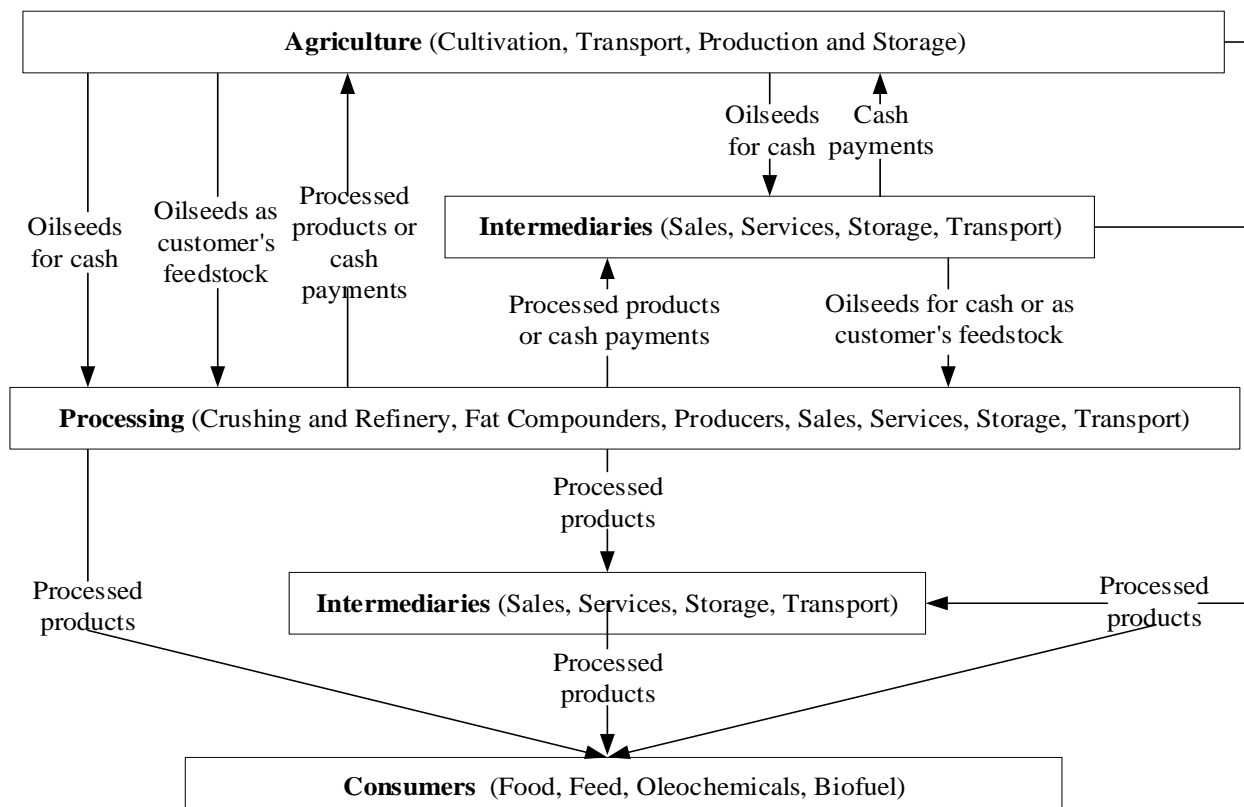 Agriculture (Cultivation, Transport, Production and Storage)
Oilseeds
for cash
Cash
payments
Oilseeds
for cash
Oilseeds as
customer's
feedstock
Processed
products or
cash
payments
Intermediaries (Sales, Services, Storage, Transport)
Processed products
or cash payments
Oilseeds for cash or as
customer's feedstock
Processing (Crushing and Refinery, Fat Compounders, Producers, Sales, Services, Storage, Transport)
Processed
products
Processed
products
Intermediaries (Sales, Services, Storage, Transport)
Processed
products
Processed
products
Consumers (Food, Feed, Oleochemicals, Biofuel)